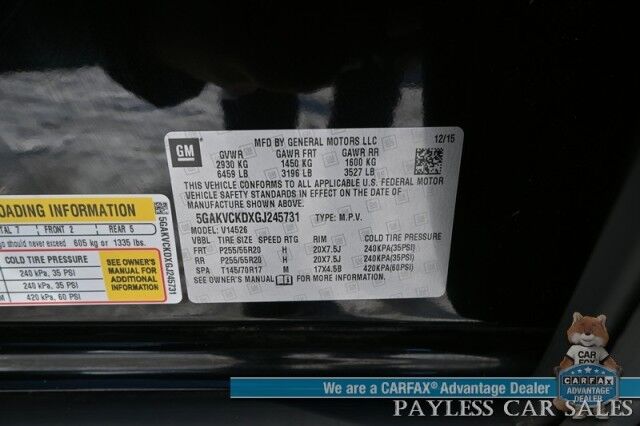 GM
MFD BY GENERAL MOTORS LLC 12/15
GVWR GAWR FRT GAWR RR
2930 KG 1450 KG 1600 KG
6459 LB 3196 LB 3527 LB
THIS VEHICLE CONFORMS TO ALL APPLICABLE U.S. FEDERAL MOTOR
VEHICLE SAFETY STANDARDS IN EFFECT ON THE DATE OF
MANUFACTURE SHOWN ABOVE.
5GAKVCKDXGJ245731 TYPE: M.P.V.
MODEL: V14526
VBBL TIRE SIZE SPEED RTG RIM COLD TIRE PRESSURE
FRT P255/55R20 H 20X7.5J 240KPA(35PSI)
RR P255/55R20 H 20X7.5J 240KPA(35PSI)
SPA T145/70R17 M 17X4.5B 420KPA(60PSI)
SEE OWNER'S MANUAL FOR MORE INFORMATION.
LOADING INFORMATION
TAL 7 FRONT 2 REAR 5
ld never exceed 605 kg or 1335 lbs.
COLD TIRE PRESSURE
240 kPa, 35 PSI
240 kPa, 35 PSI
M 420 kPa, 60 PSI
SEE OWNER'S
MANUAL FOR
ADDITIONAL
INFORMATION
5GAKVCKDXGJ245731
We are a CARFAX® Advantage Dealer
CAR
FOX
CARFAX
ADVANTAGE
DEALER
PAYLESS CAR SALES